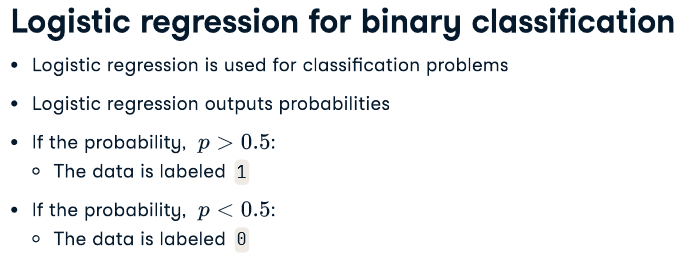 Logistic regression for binary classification
• Logistic regression is used for classification problems
• Logistic regression outputs probabilities
• If the probability, p > 0.5:
○ The data is labeled 1
• If the probability, p < 0.5:
○ The data is labeled 0